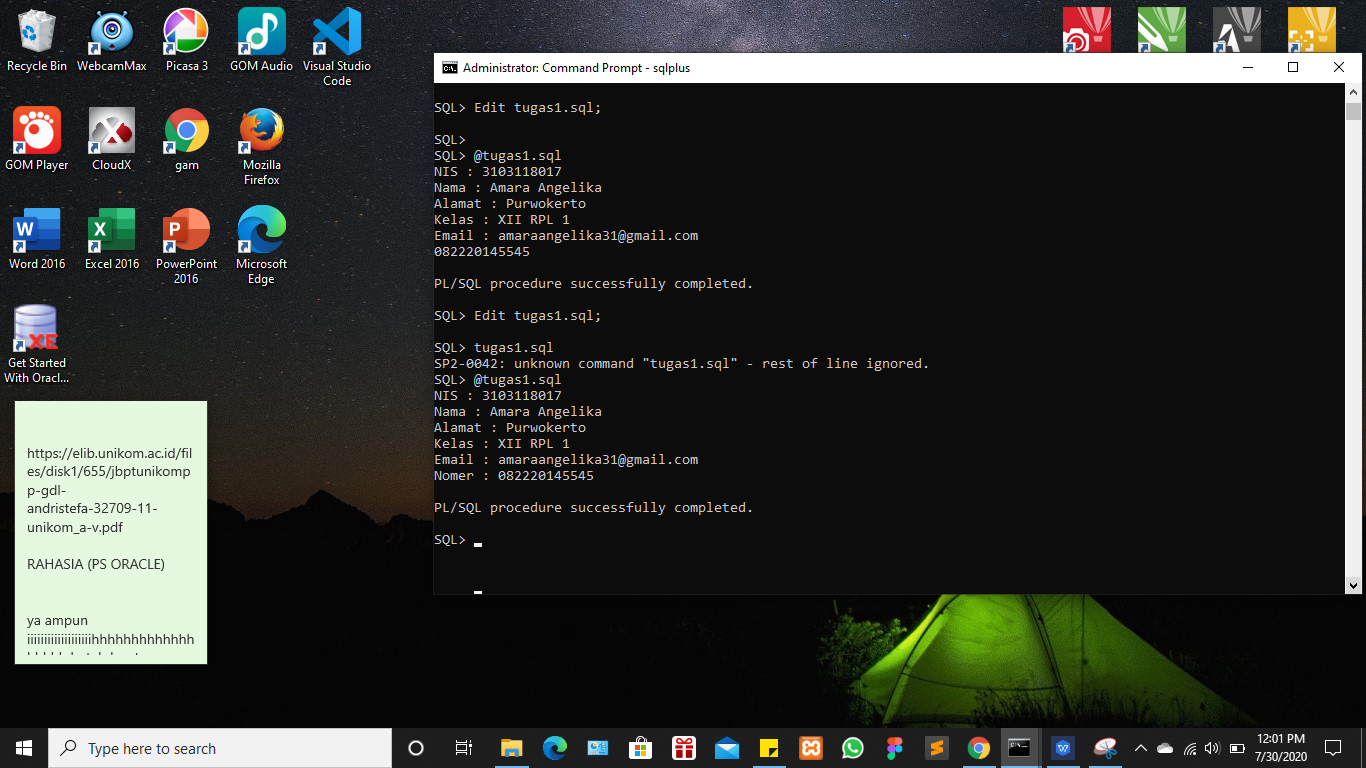 Recycle Bin
WebcamMax
Picasa 3
GOM Audio
Visual Studio
Code
GOM Player
CloudX
gam
Mozilla
Firefox
Word 2016
Excel 2016
PowerPoint
2016
Microsoft
Edge
Get Started
With Oracl...
https://elib.unikom.ac.id/fil
es/disk1/655/jbptunikomp
p-gdl-
andristefa-32709-11-
unikom_a-v.pdf
RAHASIA (PS ORACLE)
ya ampun
Administrator: Command Prompt - sqlplus
SQL> Edit tugas1.sql;
SQL>
SQL> @tugas1.sql
NIS : 3103118017
Nama : Amara Angelika
Alamat : Purwokerto
Kelas : XII RPL 1
Email : amaraangelika31@gmail.com
082220145545
PL/SQL procedure successfully completed.
SQL> Edit tugas1.sql;
SQL> tugas1.sql
SP2-0042: unknown command "tugas1.sql" - rest of line ignored.
SQL> @tugas1.sql
NIS : 3103118017
Nama : Amara Angelika
Alamat : Purwokerto
Kelas : XII RPL 1
Email : amaraangelika31@gmail.com
Nomer : 082220145545
PL/SQL procedure successfully completed.
SQL>
Type here to search
12:01 PM
7/30/2020